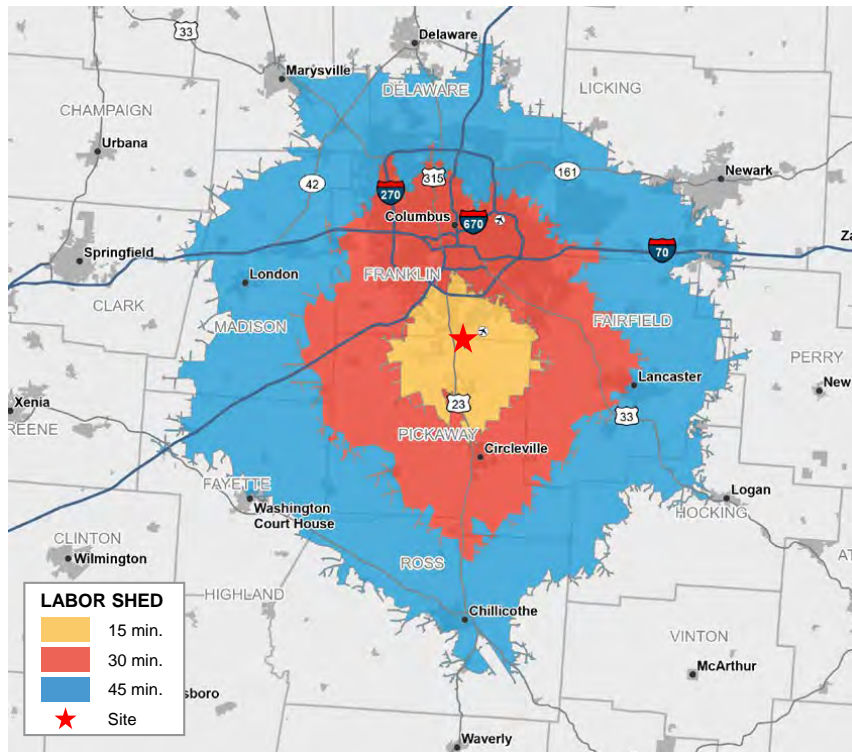 33
Delaware
Marysville
DELAWARE
LICKING
CHAMPAIGN
Urbana
Newark
42
315
161
270
Columbus
670
Springfield
70
Za
London
FRANKLIN
CLARK
MADISON
FAIRFIELD
PERRY
Lancaster
New
Xenia
REENE
23
33
PICKAWAY
Circleville
FAYETTE
Washington
Court House
Logan
HOCKING
CLINTON
Wilmington
ROSS
AT
HIGHLAND
LABOR SHED
15 min.
30 min.
45 min.
Site
Chillicothe
VINTON
McArthur
sboro
Waverly